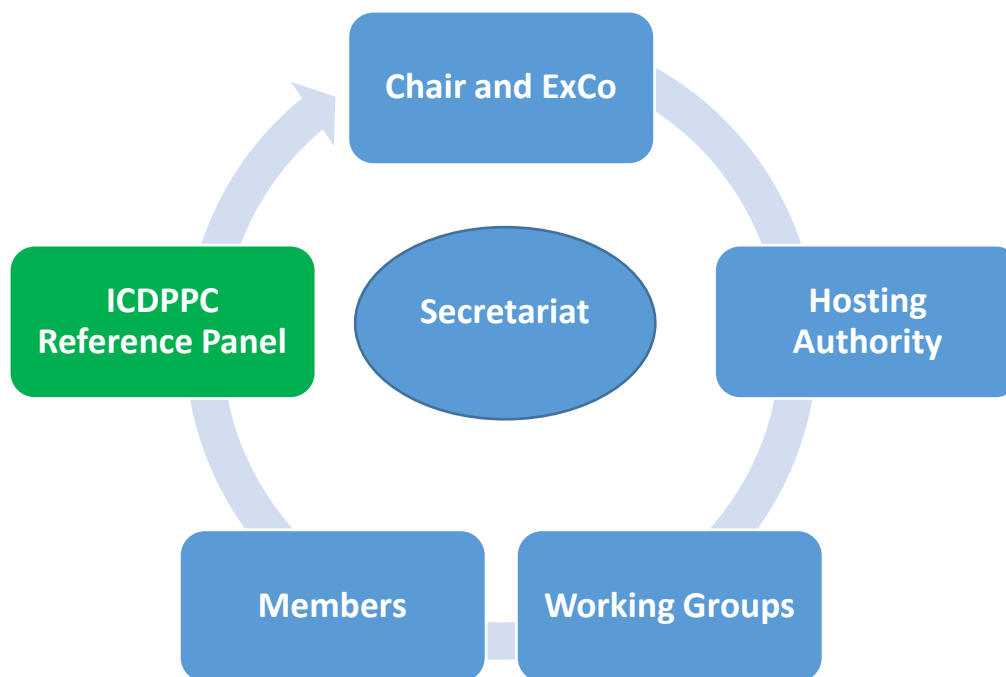 Chair and ExCo
ICDPPC
Reference Panel
Secretariat
Hosting
Authority
Members
Working Groups